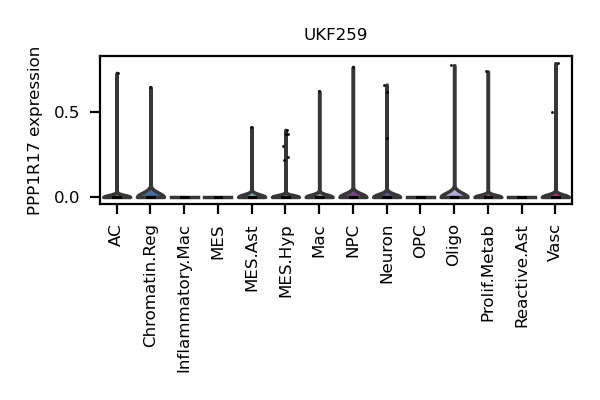 UKF259
PPP1R17 expression
0.5
0.0
AC
Chromatin.Reg
Inflammatory.Mac
MES
MES.Ast
MES.Hyp
Mac
NPC
Neuron
OPC
Oligo
Prolif.Metab
Reactive.Ast
Vasc